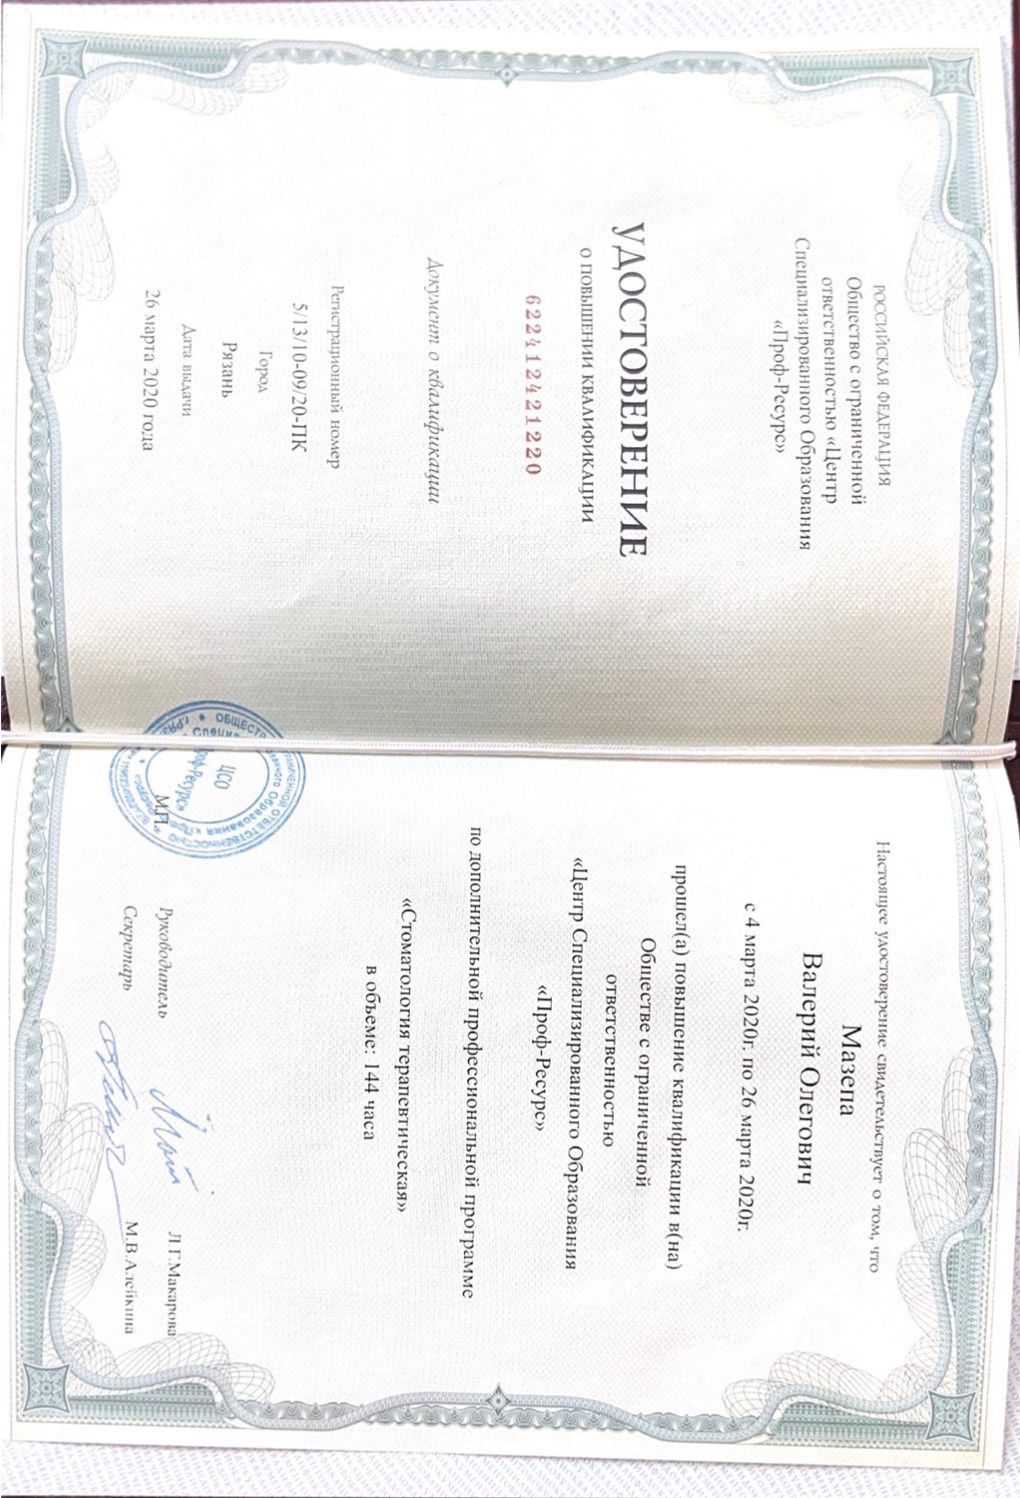 РОССИЙСКАЯ ФЕДЕРАЦИЯ
Общество с ограниченной
ответственностью «Центр
Специализированного Образования
«Проф-Ресурс»
УДОСТОВЕРЕНИЕ
О ПОВЫШЕНИИ КВАЛИФИКАЦИИ
622412421220
Документ о квалификации
Регистрационный номер
5/13/10-09/20-ПК
Город
Рязань
Дата выдачи
26 марта 2020 года
Настоящее удостоверение свидетельствует о том, что
Мазепа
Валерий Олегович
с 4 марта 2020г. по 26 марта 2020г.
прошел(а) повышение квалификации в(на)
Обществе с ограниченной
ответственностью
«Центр Специализированного Образования
«Проф-Ресурс»
по дополнительной профессиональной программе
«Стоматология терапевтическая»
в объеме: 144 часа
ЦСО
М.П.
Руководитель Л.Г.Макарова
Секретарь М.В.Алейкина